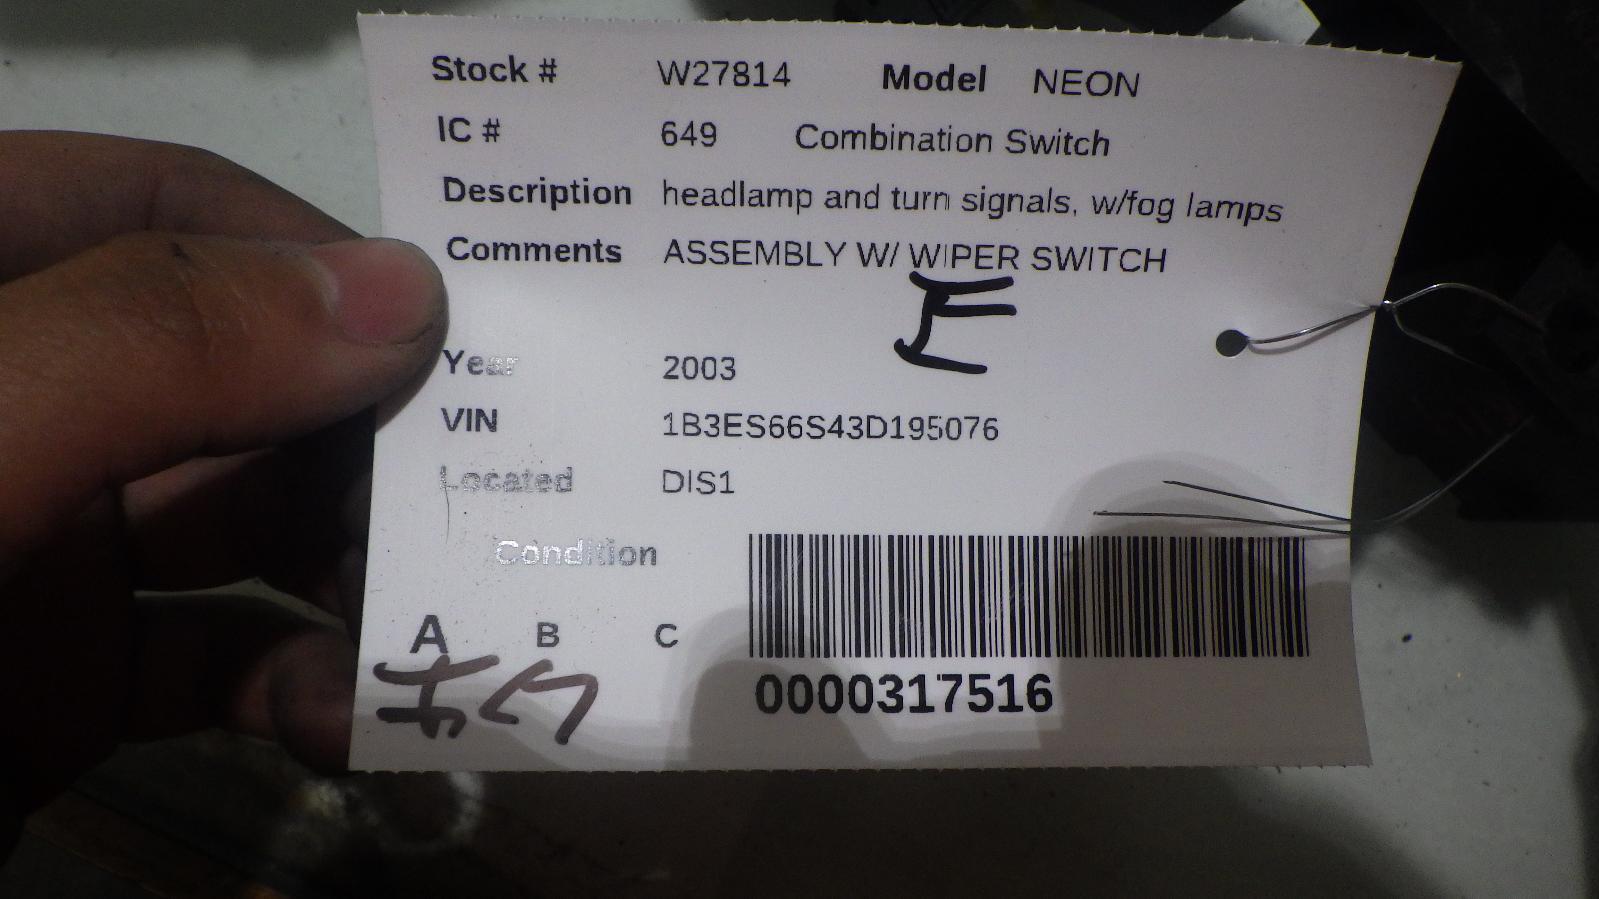 Stock # W27814 Model NEON
IC # 649 Combination Switch
Description headlamp and turn signals, w/fog lamps
Comments ASSEMBLY W/ WIPER SWITCH
E
Year 2003
VIN 1B3ES66S43D195076
Located DIS1
Condition
A B C
0000317516